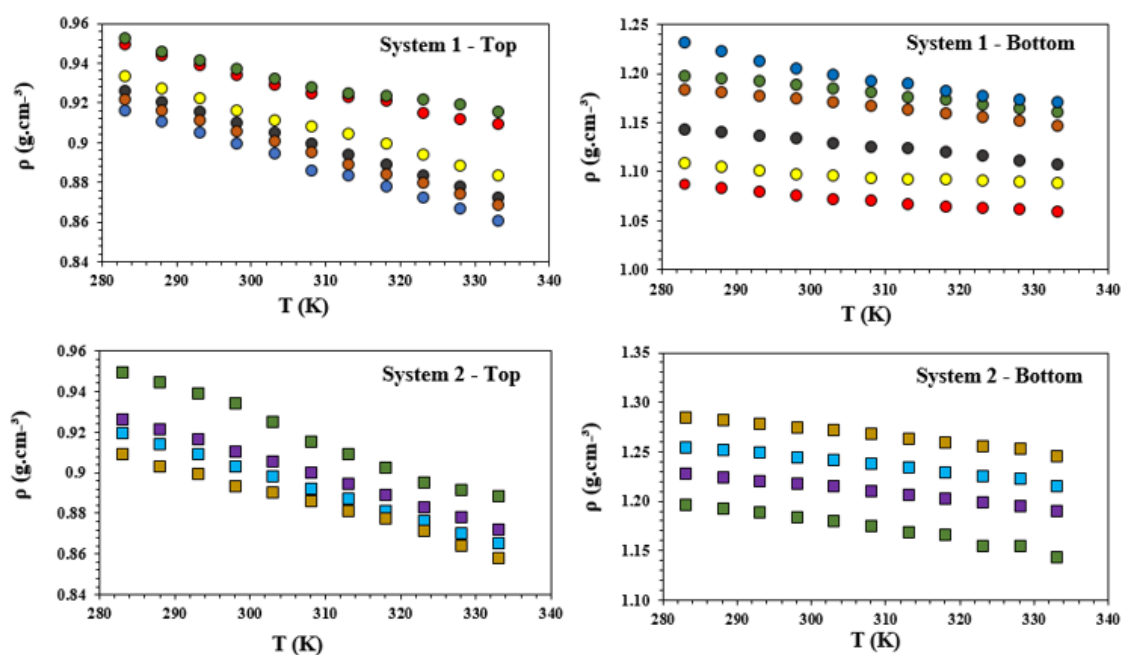 System 1 - Top
ρ (g.cm-³)
0.96
0.94
0.92
0.9
0.88
0.86
0.84
280 290 300 310 320 330 340
T (K)
System 1 - Bottom
ρ (g.cm-³)
1.25
1.20
1.15
1.10
1.05
1.00
280 290 300 310 320 330 340
T (K)
System 2 - Top
ρ (g.cm-³)
0.96
0.94
0.92
0.9
0.88
0.86
0.84
280 290 300 310 320 330 340
T (K)
System 2 - Bottom
ρ (g.cm-³)
1.35
1.30
1.25
1.20
1.15
1.10
280 290 300 310 320 330 340
T (K)